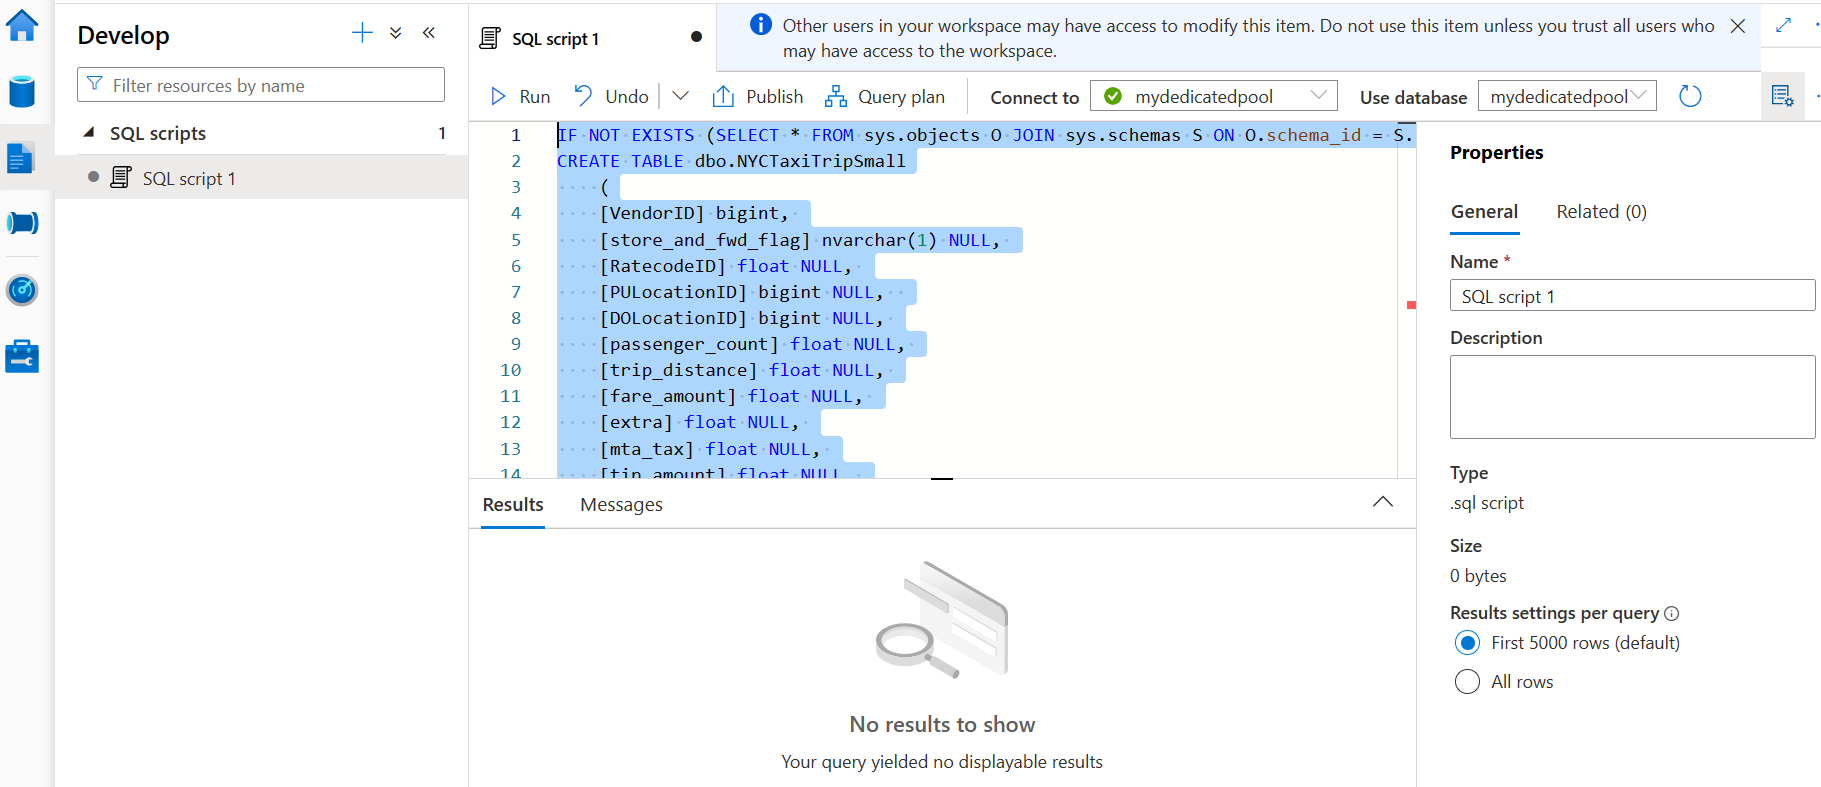 Develop
Filter resources by name
SQL scripts 1
SQL script 1
SQL script 1
Other users in your workspace may have access to modify this item. Do not use this item unless you trust all users who
may have access to the workspace.
Run Undo Publish Query plan Connect to mydedicatedpool Use database mydedicatedpool
1 IF NOT EXISTS (SELECT * FROM sys.objects O JOIN sys.schemas S ON O.schema_id = S.
2 CREATE TABLE dbo.NYCTaxiTripSmall
3 (
4 [VendorID] bigint,
5 [store_and_fwd_flag] nvarchar(1) NULL,
6 [RatecodeID] float NULL,
7 [PULocationID] bigint NULL,
8 [DOLocationID] bigint NULL,
9 [passenger_count] float NULL,
10 [trip_distance] float NULL,
11 [fare_amount] float NULL,
12 [extra] float NULL,
13 [mta_tax] float NULL,
14 [tip_amount] float NULL
Results Messages
No results to show
Your query yielded no displayable results
Properties
General Related (0)
Name *
SQL script 1
Description
Type
.sql script
Size
0 bytes
Results settings per query
First 5000 rows (default)
All rows